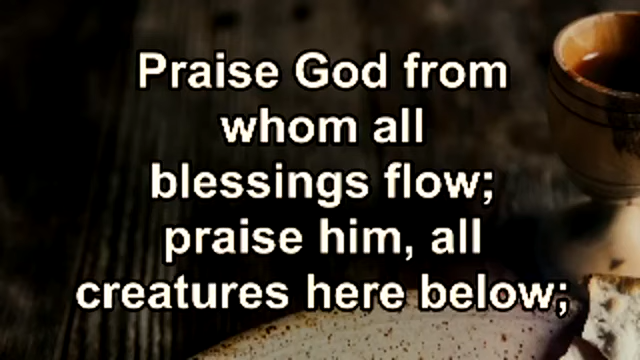 Praise God from
whom all
blessings flow;
praise him, all
creatures here below;